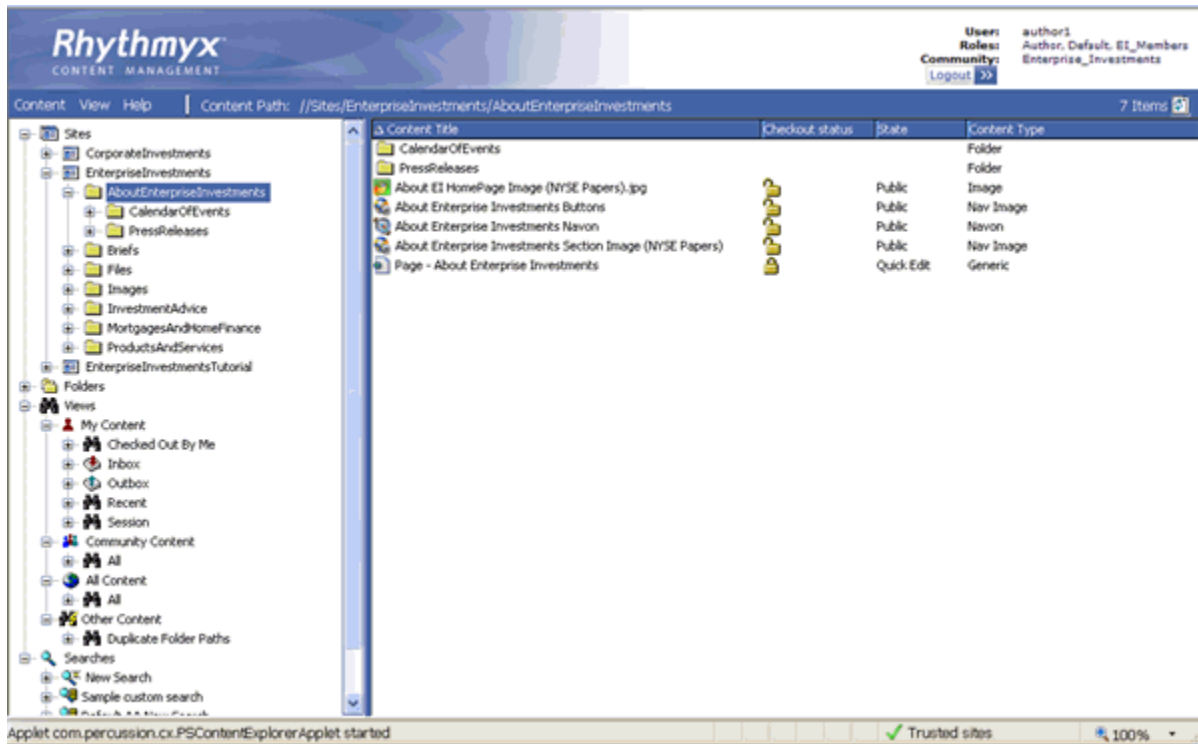 Rhythmyx
CONTENT MANAGEMENT
User: author1
Roles: Author, Default, EI_Members
Community: Enterprise_Investments
Logout
Content View Help Content Path: //Sites/EnterpriseInvestments/AboutEnterpriseInvestments 7 Items
Sites
CorporateInvestments
EnterpriseInvestments
AboutEnterpriseInvestments
CalendarOfEvents
PressReleases
Briefs
Files
Images
InvestmentAdvice
MortgagesAndHomeFinance
ProductsAndServices
EnterpriseInvestmentsTutorial
Folders
Views
My Content
Checked Out By Me
Inbox
Outbox
Recent
Session
Community Content
All
All Content
All
Other Content
Duplicate Folder Paths
Searches
New Search
Sample custom search
Content Title Checkout status State Content Type
CalendarOfEvents Folder
PressReleases Folder
About EI HomePage Image (NYSE Papers).jpg Public Image
About Enterprise Investments Buttons Public Nav Image
About Enterprise Investments Navon Public Navon
About Enterprise Investments Section Image (NYSE Papers) Public Nav Image
Page - About Enterprise Investments Quick Edit Generic
Applet com.percussion.cx.PSContentExplorerApplet started Trusted sites 100%